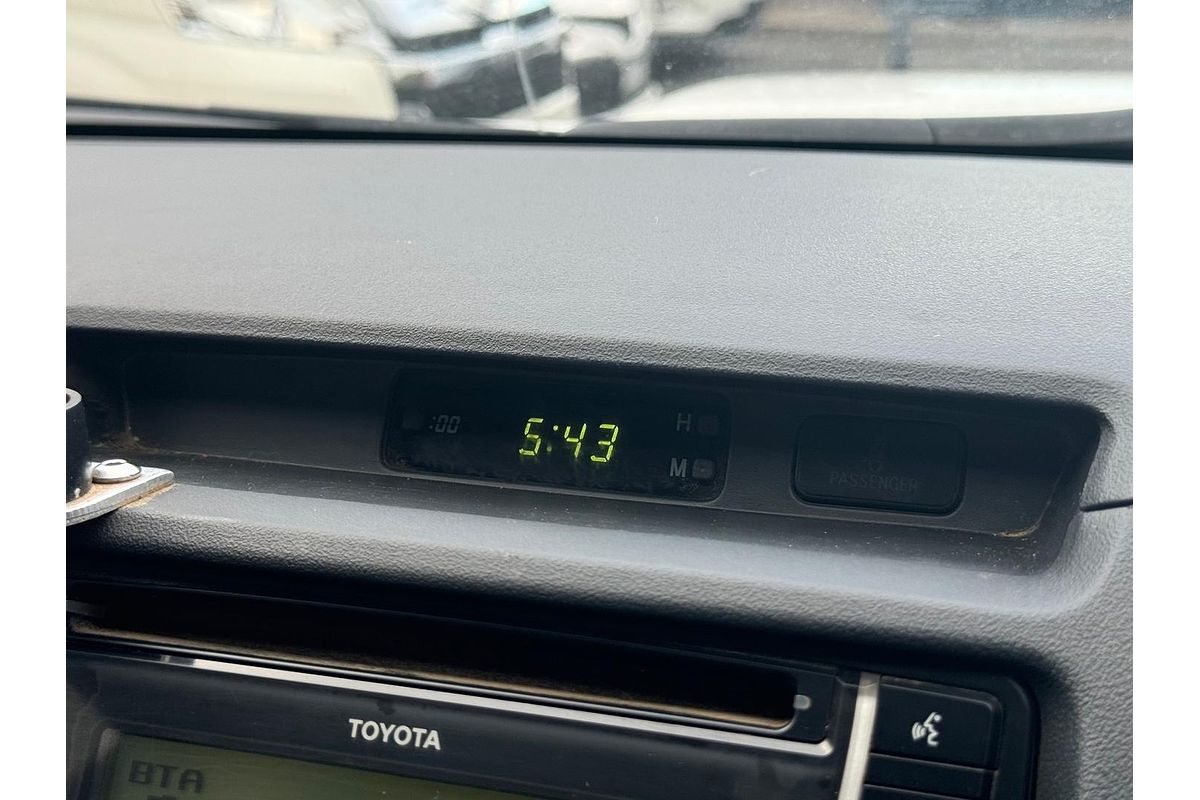 :00 5:43 H
M
PASSENGER
TOYOTA
BTA